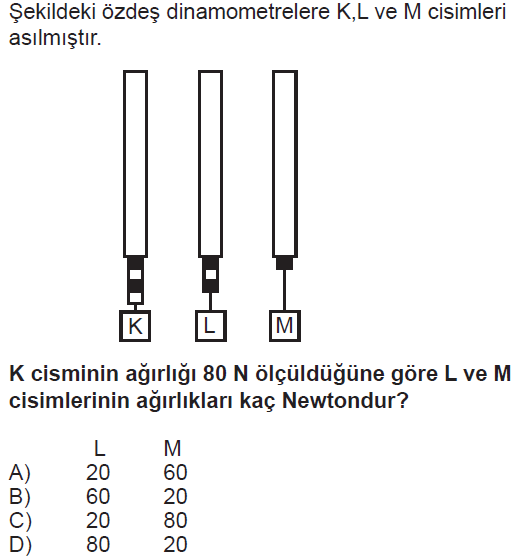 Şekildeki özdeş dinamometrelere K,L ve M cisimleri
asılmıştır.
K L M
K cisminin ağırlığı 80 N ölçüldüğüne göre L ve M
cisimlerinin ağırlıkları kaç Newtondur?
L M
A) 20 60
B) 60 20
C) 20 80
D) 80 20